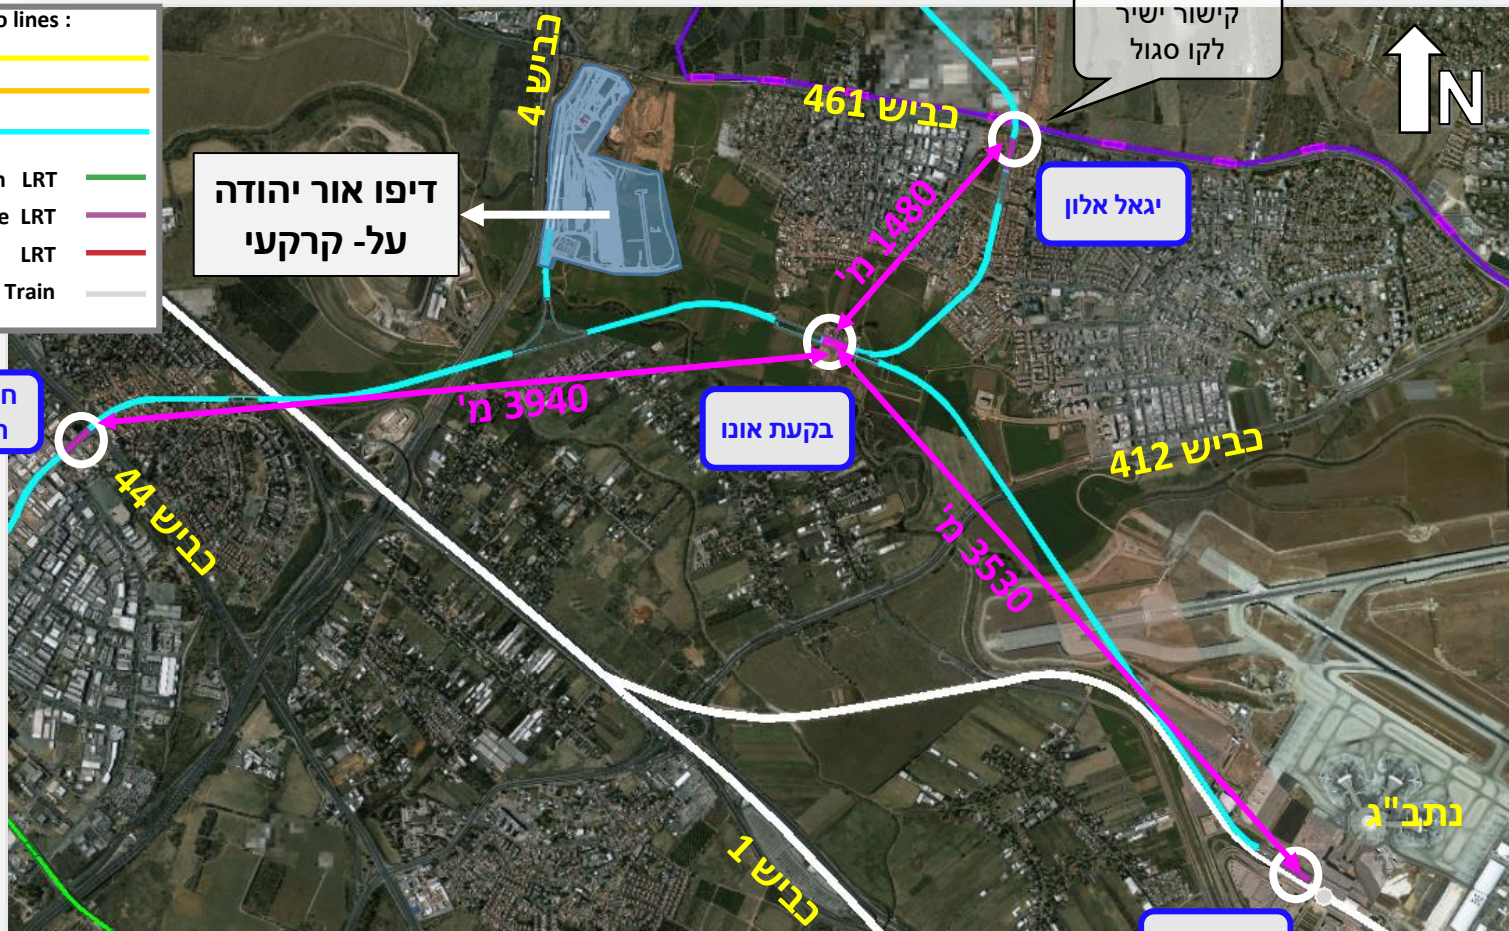 lines :
LRT
LRT
LRT
Train
דיפו אור יהודה
על- קרקעי
כביש 4
קישור ישיר
לקו סגול
כביש 461
N
יגאל אלון
1480 מ'
3940 מ'
בקעת אונו
כביש 412
כביש 44
3530 מ'
נתב"ג
כביש 1